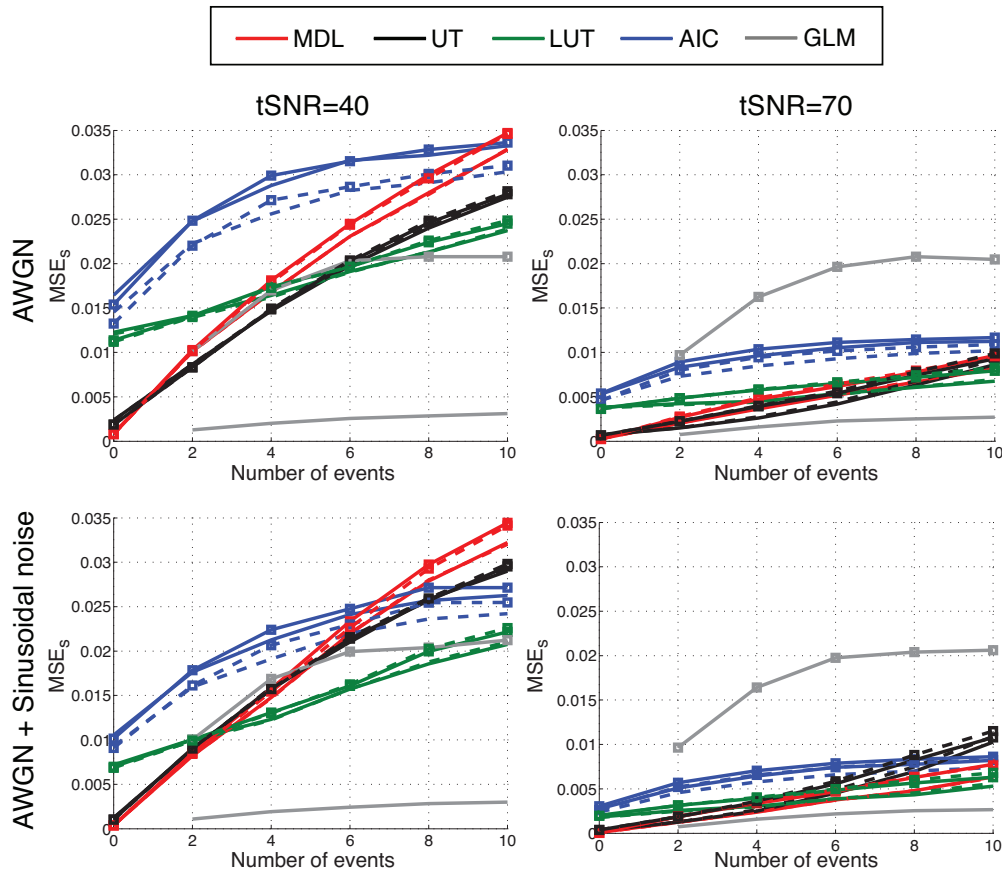 MDL UT LUT AIC GLM
tSNR=40 tSNR=70
AWGN
MSEs
0.035
0.03
0.025
0.02
0.015
0.01
0.005
0
0 2 4 6 8 10
Number of events
MSEs
0.035
0.03
0.025
0.02
0.015
0.01
0.005
0
0 2 4 6 8 10
Number of events
AWGN + Sinusoidal noise
MSEs
0.035
0.03
0.025
0.02
0.015
0.01
0.005
0
0 2 4 6 8 10
Number of events
MSEs
0.035
0.03
0.025
0.02
0.015
0.01
0.005
0
0 2 4 6 8 10
Number of events